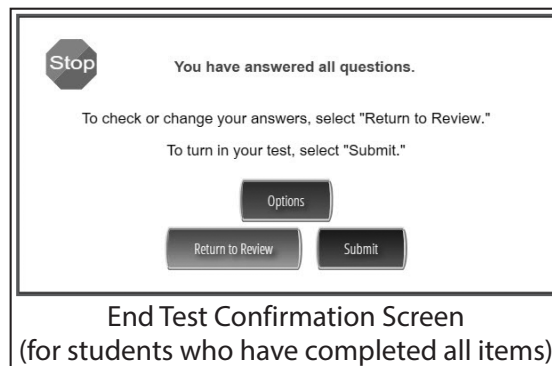 Stop
You have answered all questions.
To check or change your answers, select "Return to Review."
To turn in your test, select "Submit."
Options
Return to Review
Submit
End Test Confirmation Screen
(for students who have completed all items)